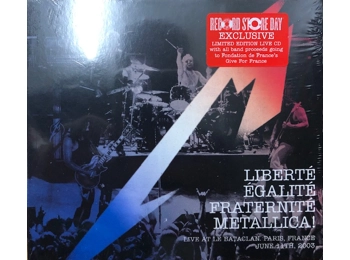 RECORD STORE DAY
EXCLUSIVE
LIMITED EDITION LIVE CD
with all band proceeds going
to Fondation de France's
Give For France
LIBERTÉ
ÉGALITÉ
FRATERNITÉ
METALLICA!
LIVE AT LE BATACLAN, PARIS, FRANCE
JUNE 11TH, 2003